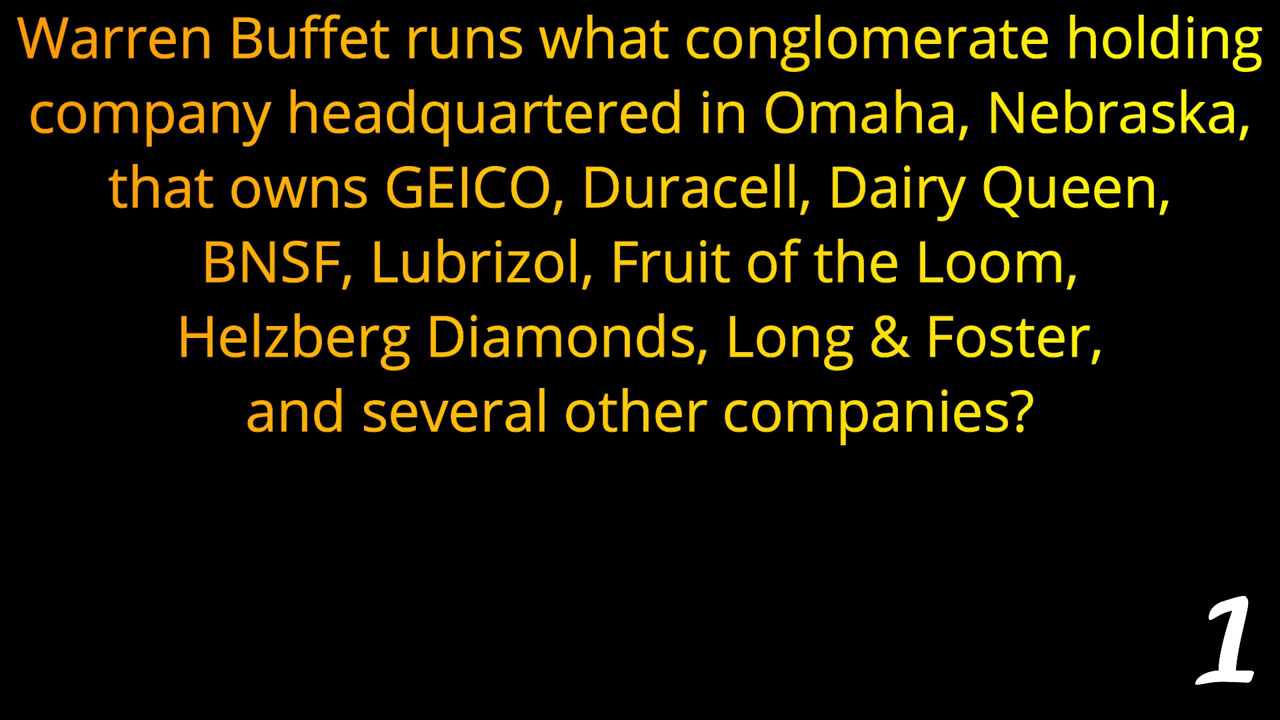 Warren Buffet runs what conglomerate holding
company headquartered in Omaha, Nebraska,
that owns GEICO, Duracell, Dairy Queen,
BNSF, Lubrizol, Fruit of the Loom,
Helzberg Diamonds, Long & Foster,
and several other companies?
1